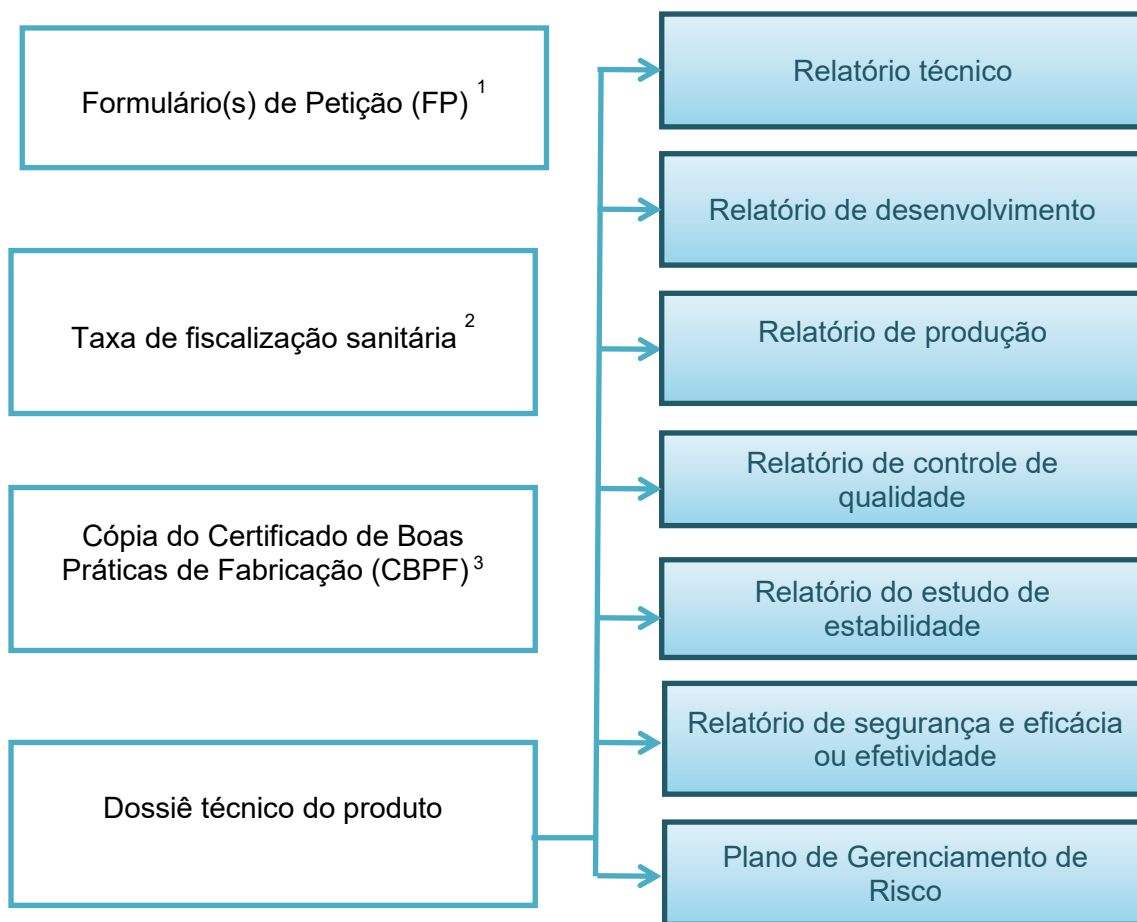 Formulário(s) de Petição (FP) 1
Taxa de fiscalização sanitária 2
Cópia do Certificado de Boas
Práticas de Fabricação (CBPF) 3
Dossiê técnico do produto
Relatório técnico
Relatório de desenvolvimento
Relatório de produção
Relatório de controle de
qualidade
Relatório do estudo de
estabilidade
Relatório de segurança e eficácia
ou efetividade
Plano de Gerenciamento de
Risco